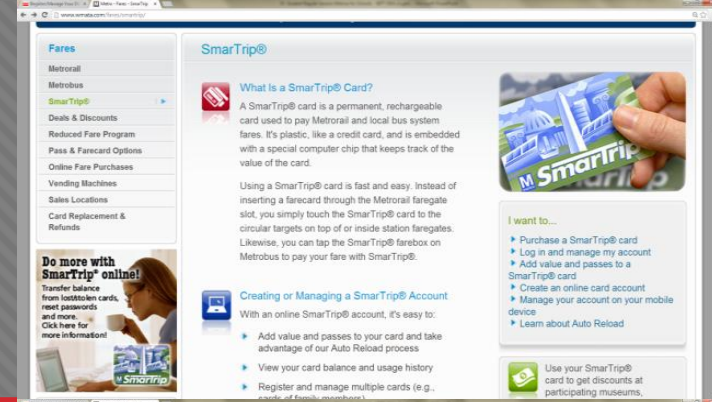 www.wmata.com/fares/smartrip/
Fares
Metrorail
Metrobus
SmarTrip®
Deals & Discounts
Reduced Fare Program
Pass & Farecard Options
Online Fare Purchases
Vending Machines
Sales Locations
Card Replacement &
Refunds
Do more with
SmarTrip® online!
Transfer balance
from lost/stolen cards,
reset passwords
and more.
Click here for
more information!
SmarTrip
SmarTrip®
What Is a SmarTrip® Card?
A SmarTrip® card is a permanent, rechargeable
card used to pay Metrorail and local bus system
fares. It's plastic, like a credit card, and is embedded
with a special computer chip that keeps track of the
value of the card.
Using a SmarTrip® card is fast and easy. Instead of
inserting a farecard through the Metrorail faregate
slot, you simply touch the SmarTrip® card to the
circular targets on top of or inside station faregates.
Likewise, you can tap the SmarTrip® farebox on
Metrobus to pay your fare with SmarTrip®.
Creating or Managing a SmarTrip® Account
With an online SmarTrip® account, it's easy to:
Add value and passes to your card and take
advantage of our Auto Reload process
View your card balance and usage history
Register and manage multiple cards (e.g.,
cards of family members)
M SmarTrip
I want to...
Purchase a SmarTrip® card
Log in and manage my account
Add value and passes to a
SmarTrip® card
Create an online card account
Manage your account on your mobile
device
Learn about Auto Reload
Use your SmarTrip®
card to get discounts at
participating museums,